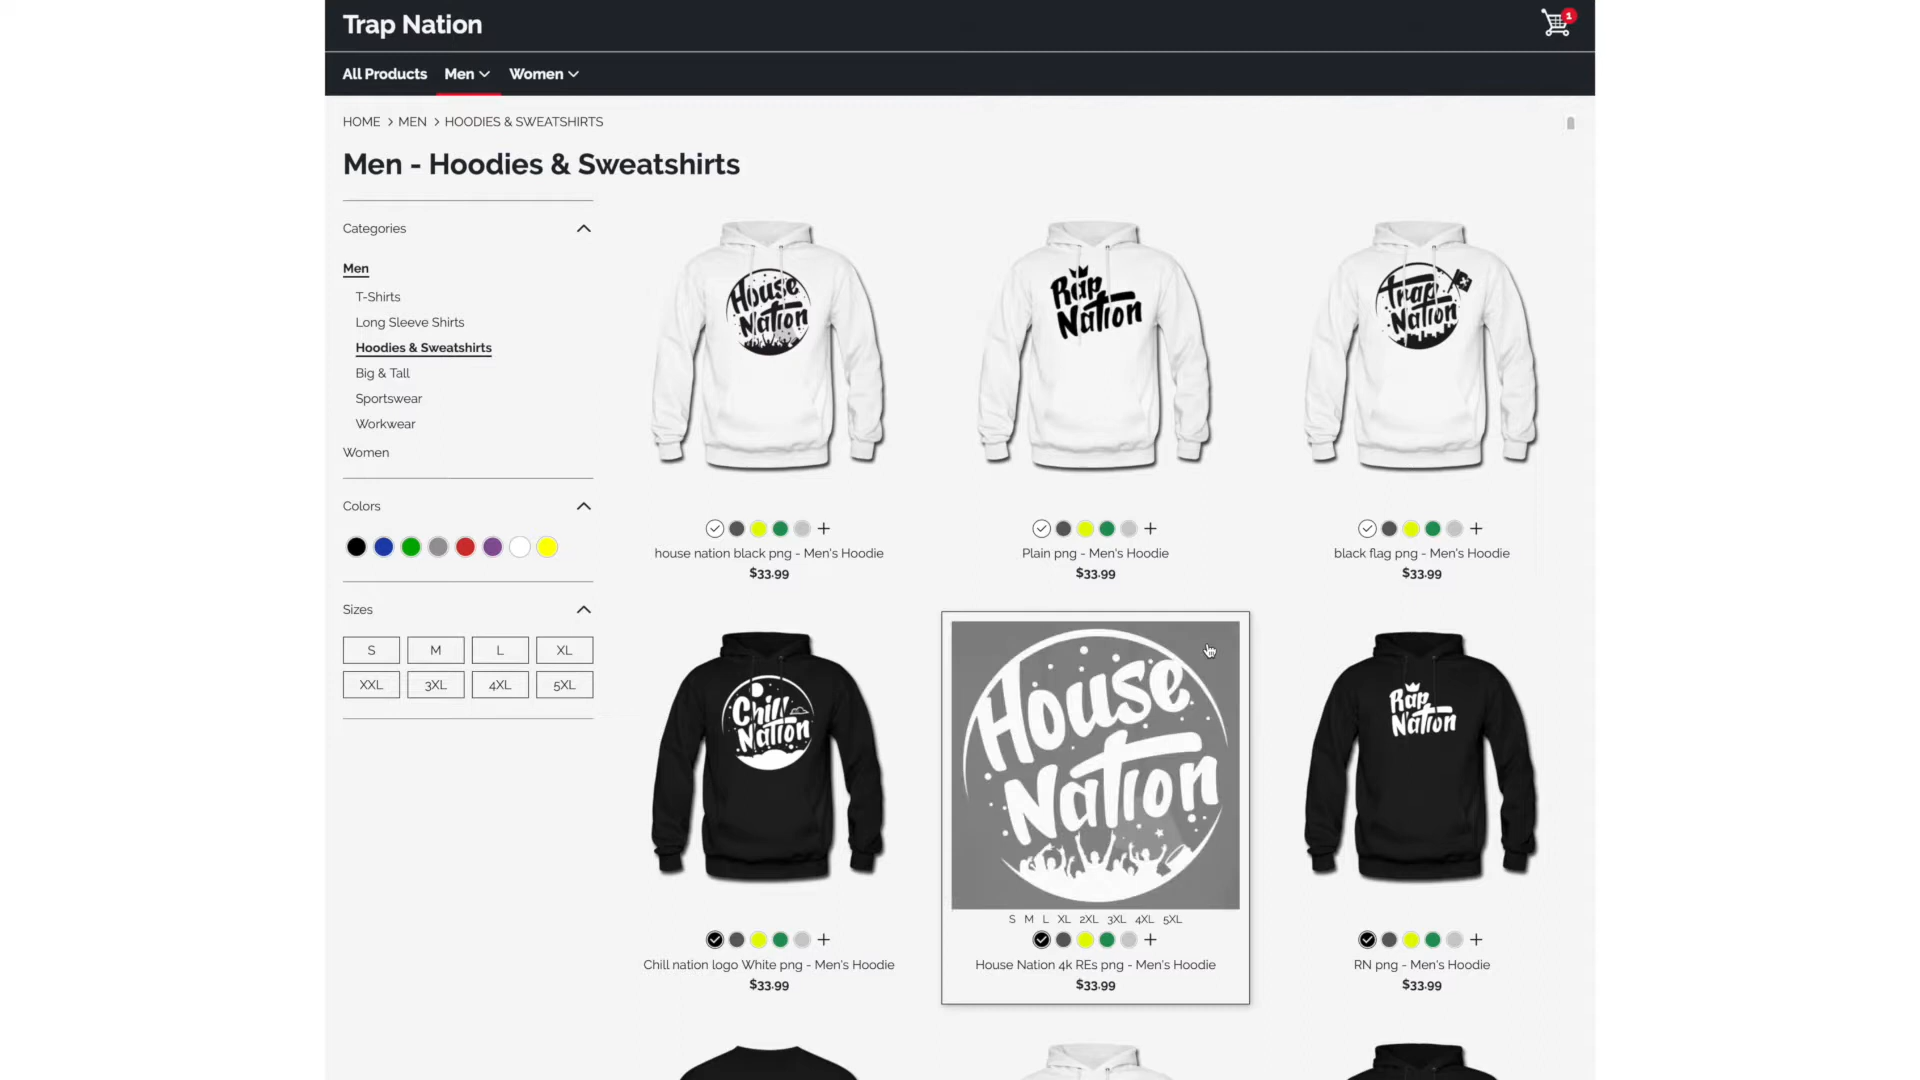 Trap Nation
1
All Products Men Women
HOME > MEN > HOODIES & SWEATSHIRTS
Men - Hoodies & Sweatshirts
Categories
Men
T-Shirts
Long Sleeve Shirts
Hoodies & Sweatshirts
Big & Tall
Sportswear
Workwear
Women
Colors
Sizes
S M L XL
XXL 3XL 4XL 5XL
House
Nation
Rap
Nation
Trap
Nation
house nation black png - Men's Hoodie
$33.99
Plain png - Men's Hoodie
$33.99
black flag png - Men's Hoodie
$33.99
Chill
Nation
House
Nation
Rap
Nation
Chill nation logo White png - Men's Hoodie
$33.99
S M L XL 2XL 3XL 4XL 5XL
House Nation 4k REs png - Men's Hoodie
$33.99
RN png - Men's Hoodie
$33.99